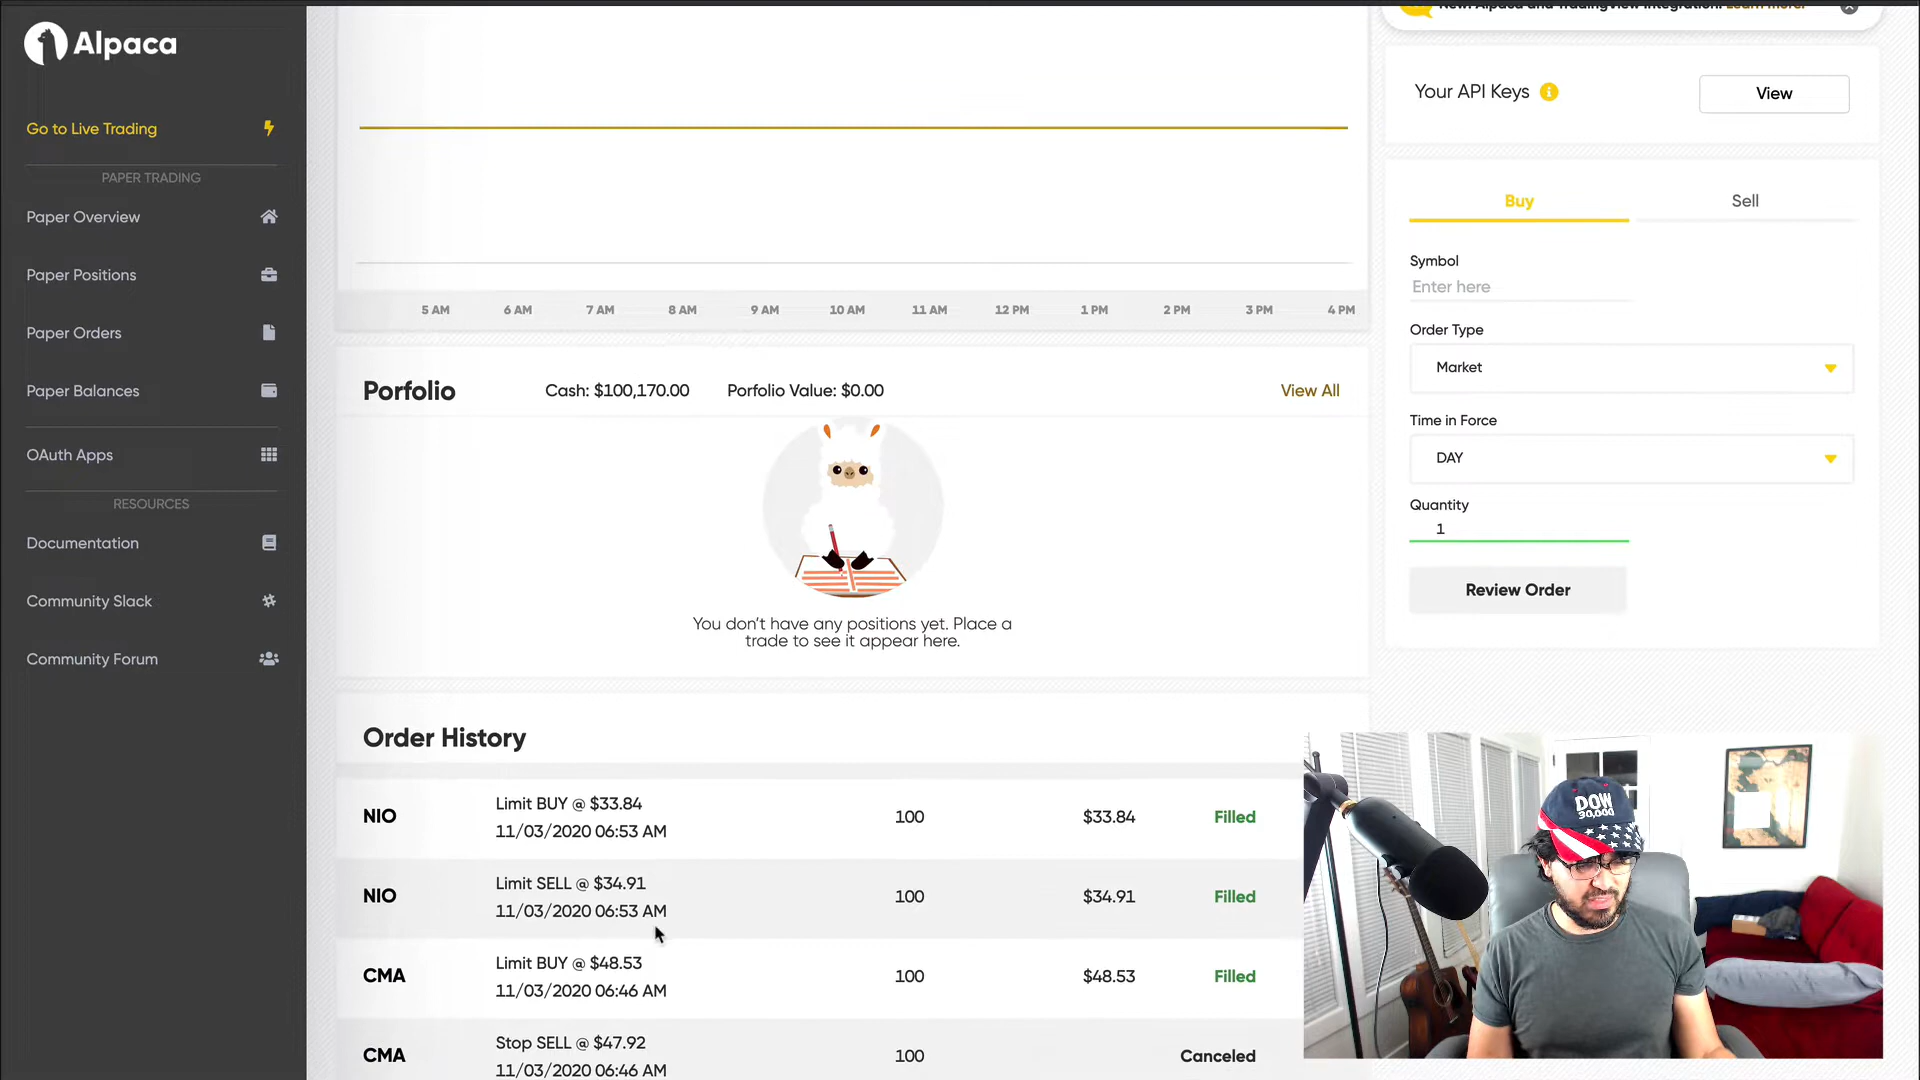 New! Alpaca and TradingView Integration! Learn more!
Alpaca
Your API Keys
View
Go to Live Trading
PAPER TRADING
Paper Overview
Paper Positions
Paper Orders
Paper Balances
OAuth Apps
RESOURCES
Documentation
Community Slack
Community Forum
5 AM 6 AM 7 AM 8 AM 9 AM 10 AM 11 AM 12 PM 1 PM 2 PM 3 PM 4 PM
Porfolio Cash: $100,170.00 Porfolio Value: $0.00 View All
You don't have any positions yet. Place a
trade to see it appear here.
Buy Sell
Symbol
Enter here
Order Type
Market
Time in Force
DAY
Quantity
1
Review Order
Order History
NIO Limit BUY @ $33.84 100 $33.84 Filled
11/03/2020 06:53 AM
NIO Limit SELL @ $34.91 100 $34.91 Filled
11/03/2020 06:53 AM
CMA Limit BUY @ $48.53 100 $48.53 Filled
11/03/2020 06:46 AM
CMA Stop SELL @ $47.92 100 Canceled
11/03/2020 06:46 AM
DOW
30,000